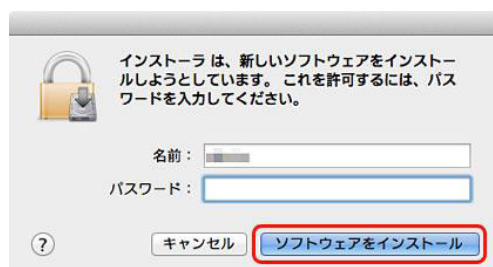 インストーラ は、新しいソフトウェアをインストー
ルしようとしています。 これを許可するには、パス
ワードを入力してください。
名前：
パスワード：
? キャンセル ソフトウェアをインストール